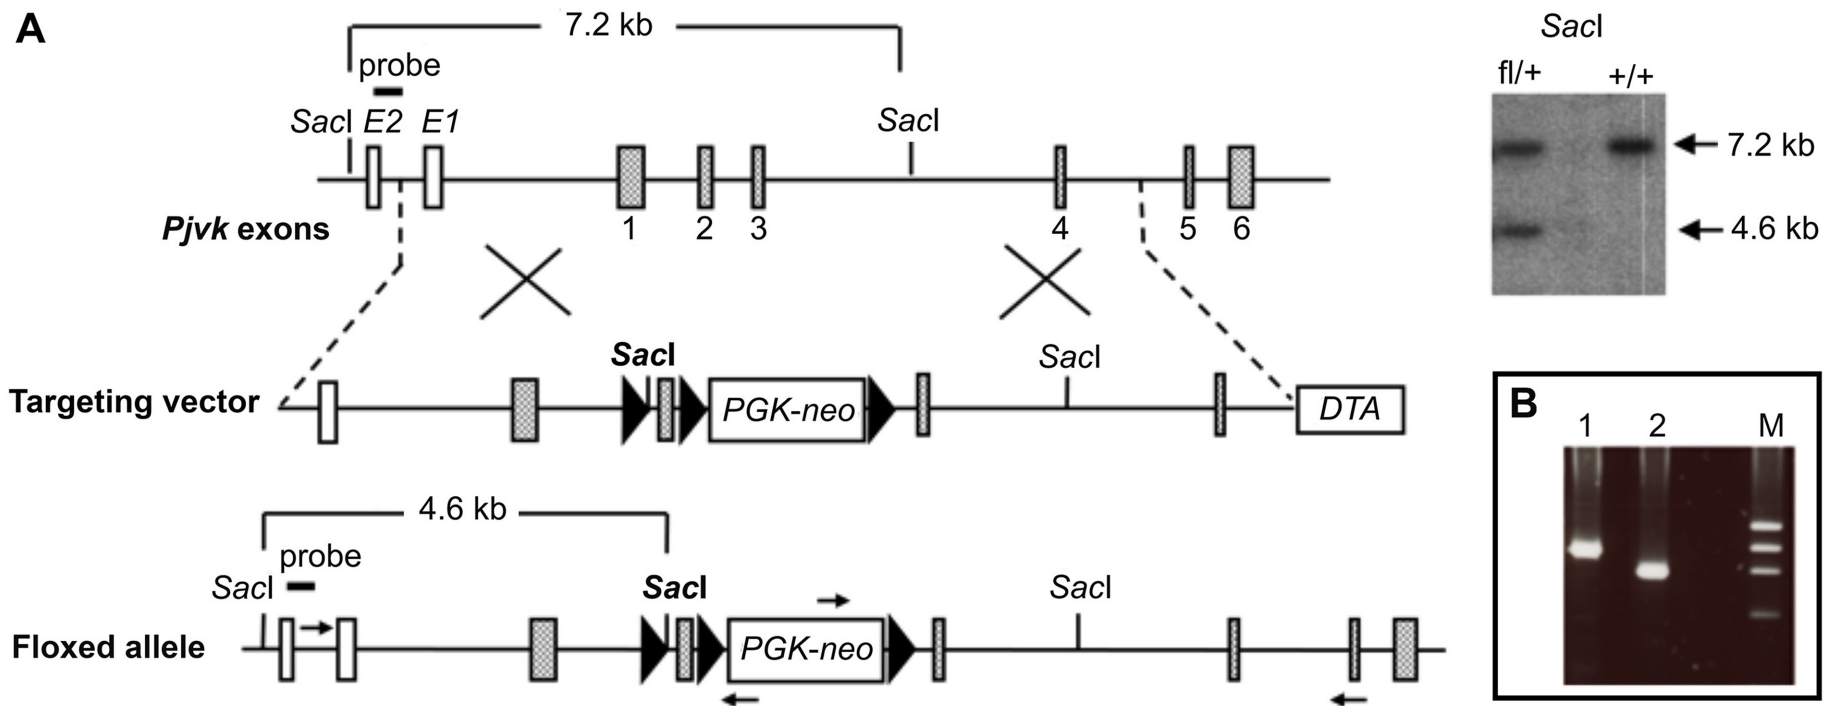 A
7.2 kb
probe
SacI E2 E1
SacI
Pjvk exons
1 2 3 4 5 6
SacI
SacI
Targeting vector
PGK-neo
DTA
4.6 kb
probe
SacI
SacI
SacI
Floxed allele
PGK-neo
SacI
fl/+ +/+
7.2 kb
4.6 kb
B
1 2 M